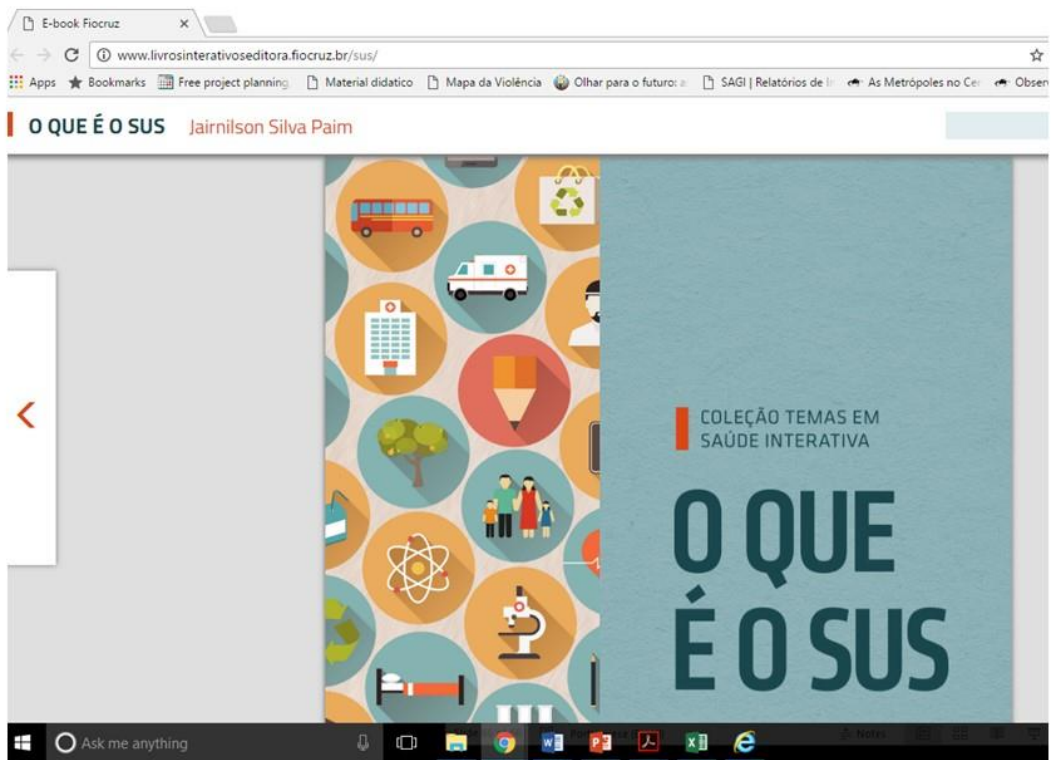 E-book Fiocruz
www.livrosinterativoseditora.fiocruz.br/sus/
Apps Bookmarks Free project planning Material didatico Mapa da Violência Olhar para o futuro: a SAGI | Relatórios de I As Metrópoles no Ce Obser
O QUE É O SUS Jairnilson Silva Paim
COLEÇÃO TEMAS EM
SAÚDE INTERATIVA
O QUE
É O SUS
Ask me anything
Notes